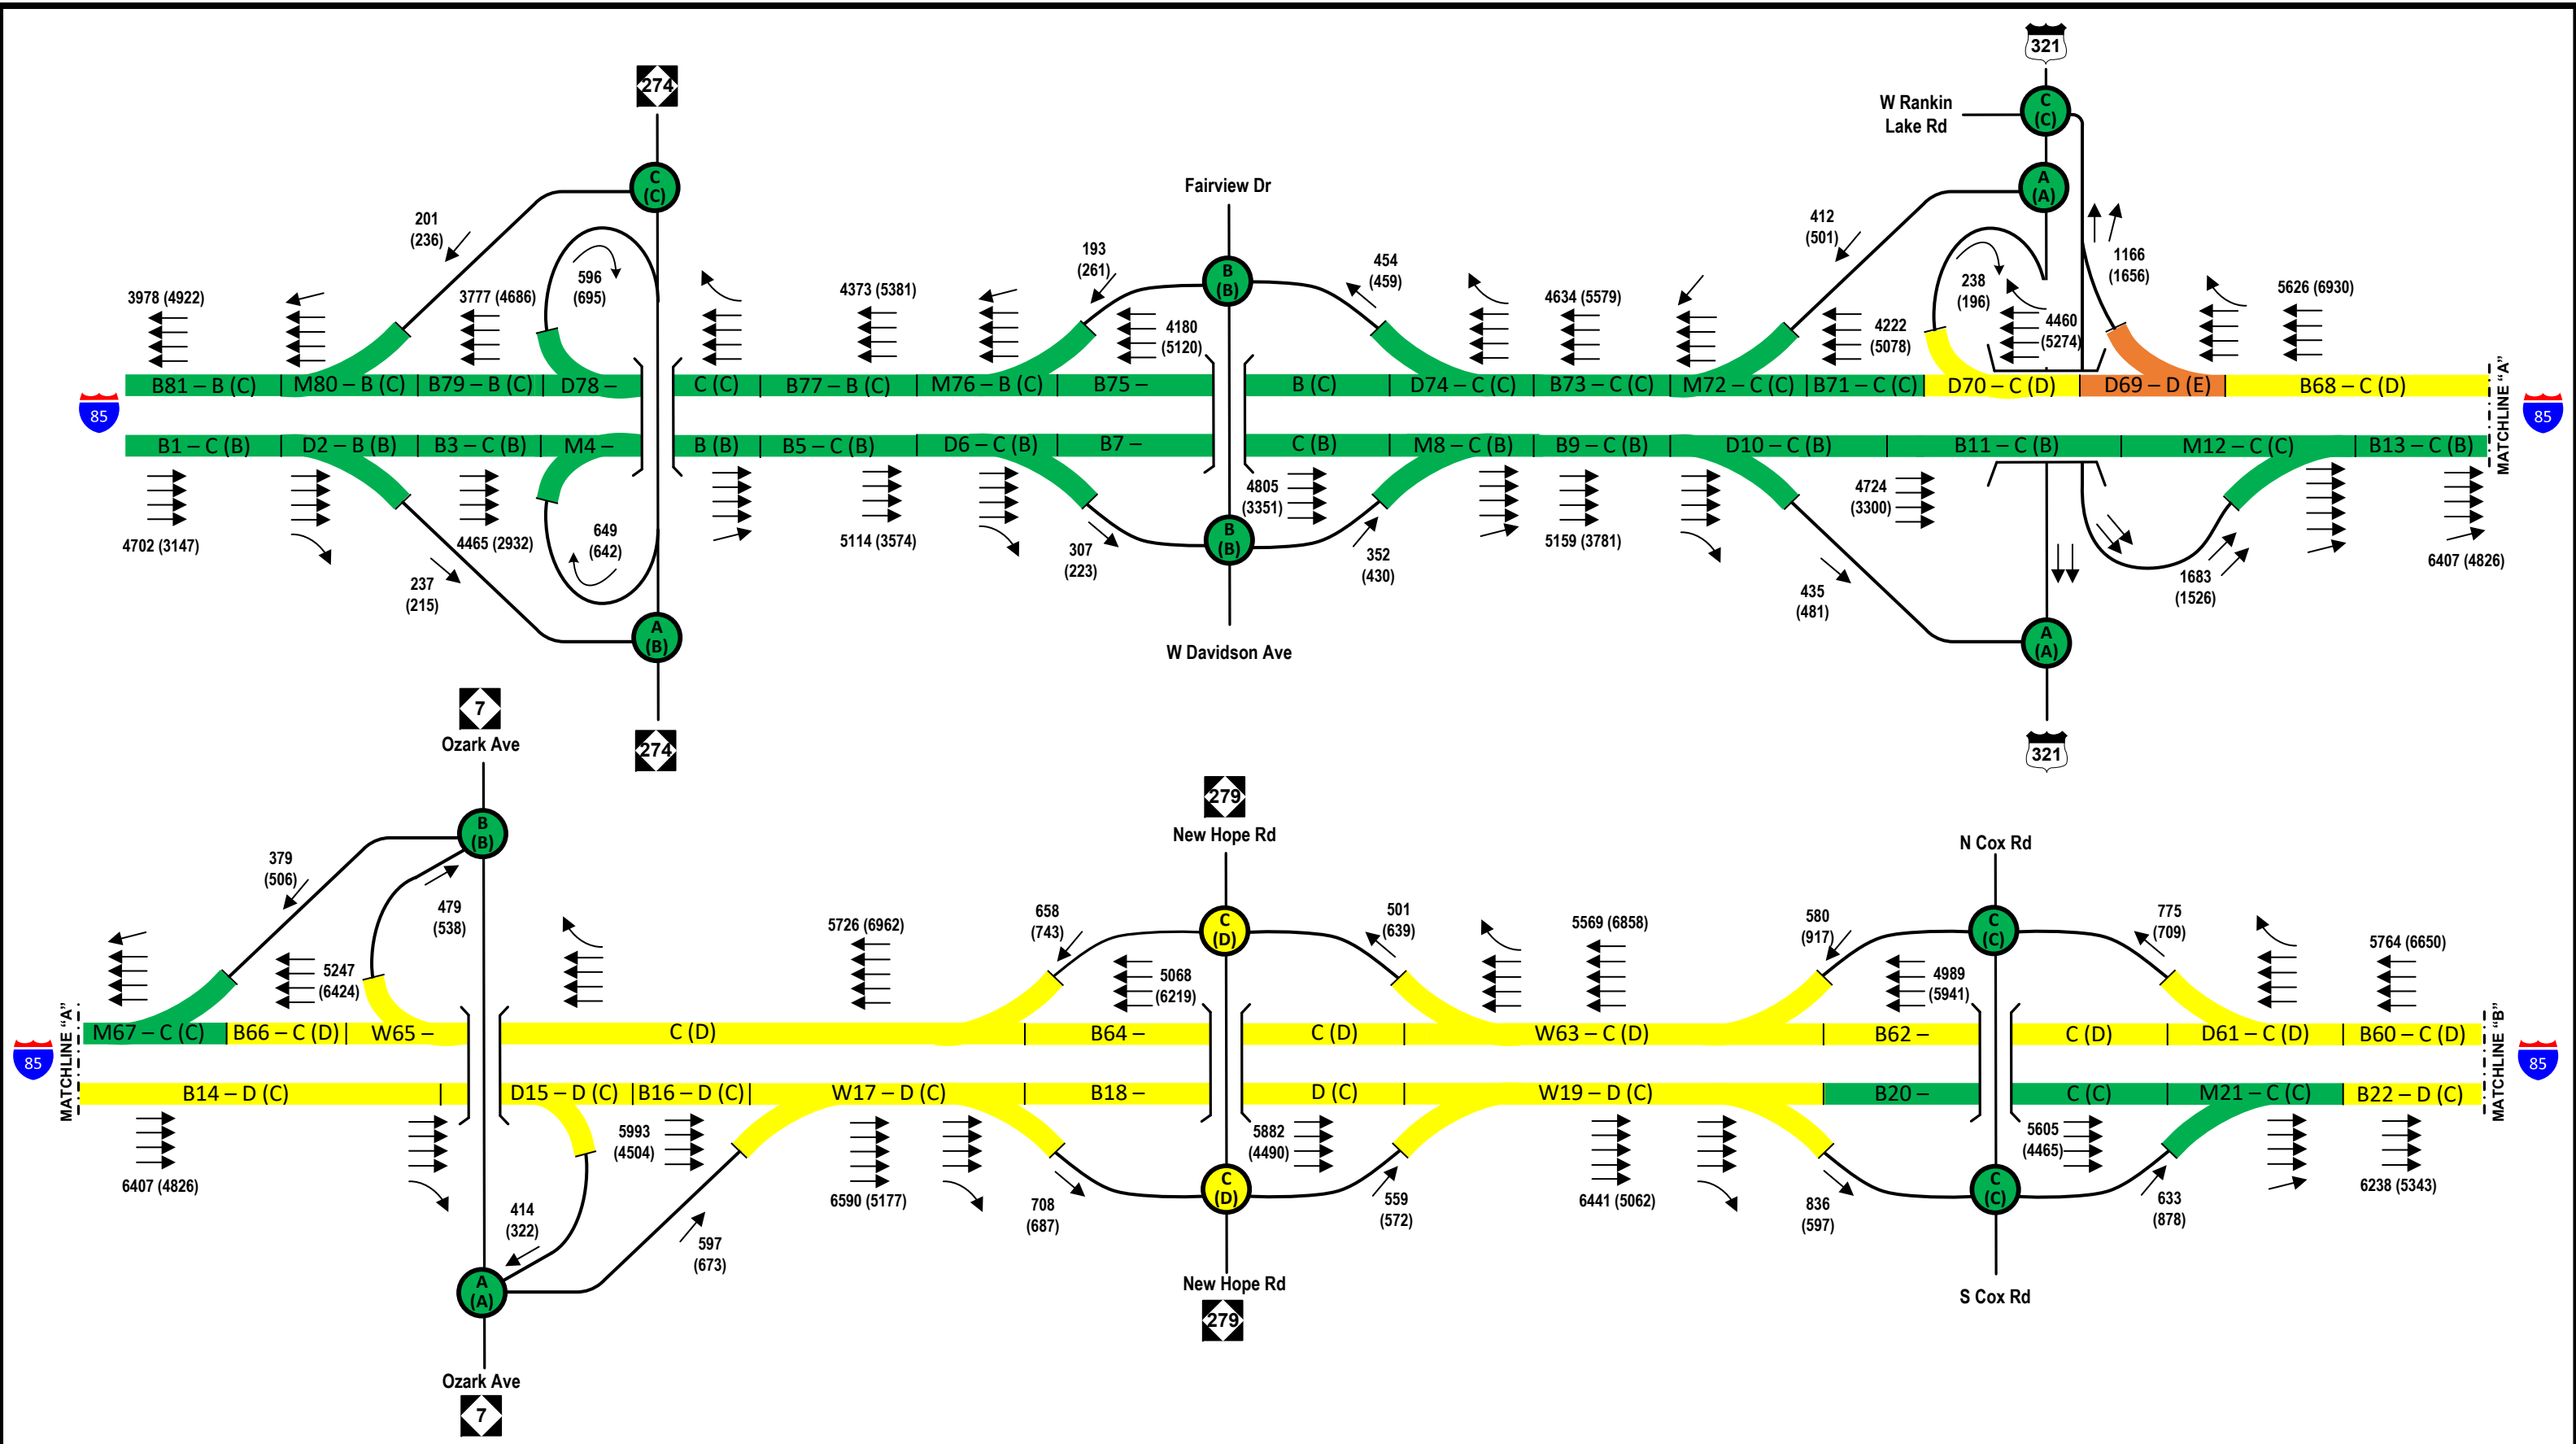 321
274
W Rankin
Lake Rd
C
(C)
C
(C)
A
(A)
Fairview Dr
201
(236)
596
(695)
193
(261)
B
(B)
454
(459)
412
(501)
238
(196)
1166
(1656)
3978 (4922)
3777 (4686)
4373 (5381)
4180
(5120)
4634 (5579)
4222
(5078)
4460
(5274)
5626 (6930)
B81 – B (C)
M80 – B (C)
B79 – B (C)
D78 –
C (C)
B77 – B (C)
M76 – B (C)
B75 –
B (C)
D74 – C (C)
B73 – C (C)
M72 – C (C)
B71 – C (C)
D70 – C (D)
D69 – D (E)
B68 – C (D)
85
85
MATCHLINE "A"
B1 – C (B)
D2 – B (B)
B3 – C (B)
M4 –
B (B)
B5 – C (B)
D6 – C (B)
B7 –
C (B)
M8 – C (B)
B9 – C (B)
D10 – C (B)
B11 – C (B)
M12 – C (C)
B13 – C (B)
4702 (3147)
237
(215)
4465 (2932)
649
(642)
5114 (3574)
307
(223)
4805
(3351)
B
(B)
352
(430)
5159 (3781)
435
(481)
4724
(3300)
1683
(1526)
6407 (4826)
A
(B)
A
(A)
W Davidson Ave
274
321
7
Ozark Ave
279
New Hope Rd
N Cox Rd
B
(B)
379
(506)
479
(538)
5247
(6424)
5726 (6962)
658
(743)
C
(D)
5068
(6219)
501
(639)
5569 (6858)
580
(917)
C
(C)
4989
(5941)
775
(709)
5764 (6650)
MATCHLINE "A"
85
M67 – C (C)
B66 – C (D)
W65 –
C (D)
B64 –
C (D)
W63 – C (D)
B62 –
C (D)
D61 – C (D)
B60 – C (D)
MATCHLINE "B"
85
B14 – D (C)
D15 – D (C)
B16 – D (C)
W17 – D (C)
B18 –
D (C)
W19 – D (C)
B20 –
C (C)
M21 – C (C)
B22 – D (C)
6407 (4826)
414
(322)
5993
(4504)
597
(673)
6590 (5177)
708
(687)
5882
(4490)
C
(D)
559
(572)
6441 (5062)
836
(597)
5605
(4465)
C
(C)
633
(878)
6238 (5343)
A
(A)
New Hope Rd
279
S Cox Rd
Ozark Ave
7